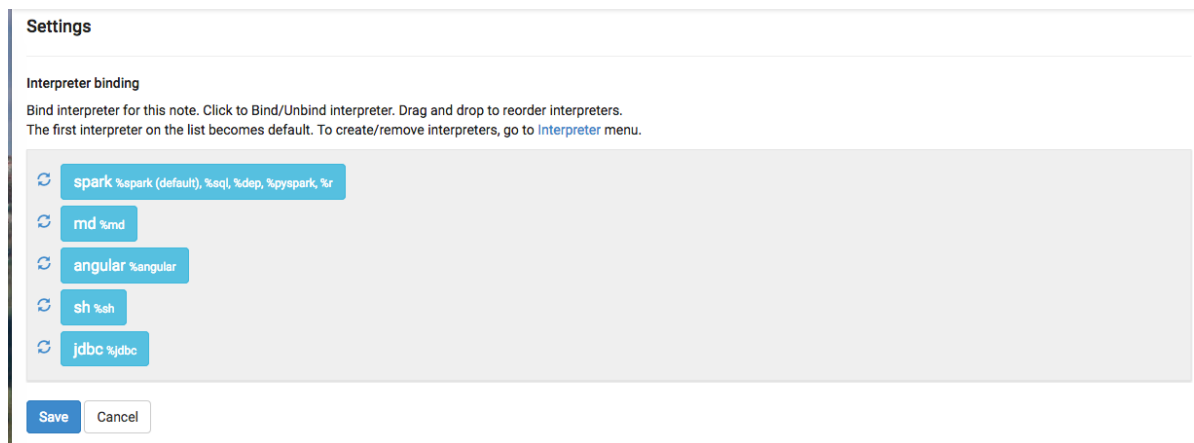 Settings
Interpreter binding
Bind interpreter for this note. Click to Bind/Unbind interpreter. Drag and drop to reorder interpreters.
The first interpreter on the list becomes default. To create/remove interpreters, go to Interpreter menu.
spark %spark (default), %sql, %dep, %pyspark, %r
md %md
angular %angular
sh %sh
jdbc %jdbc
Save Cancel